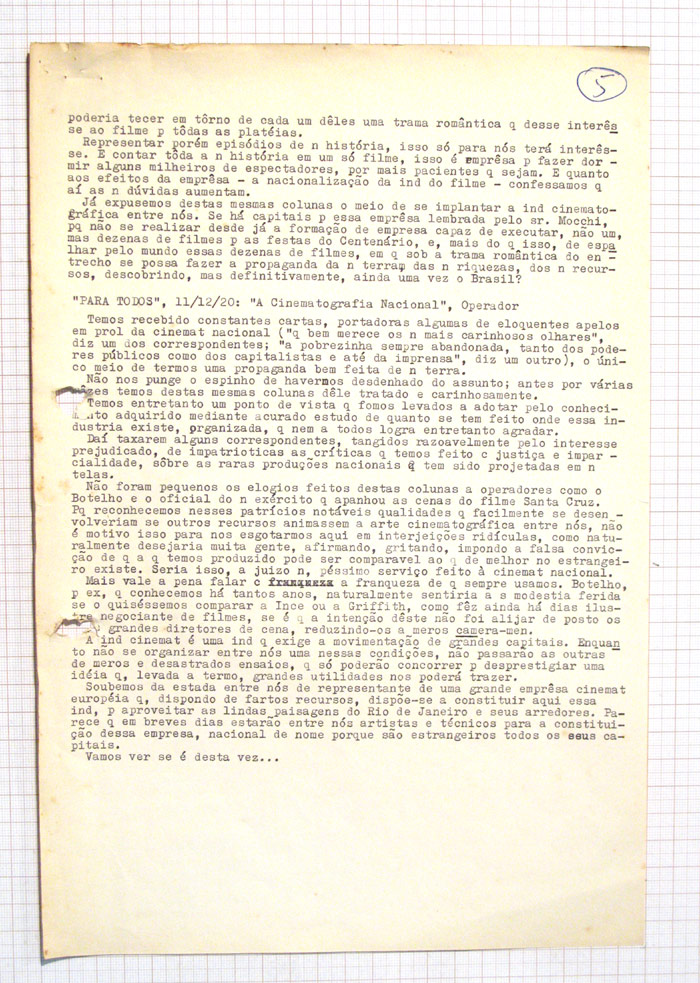 5
poderia tecer em tôrno de cada um dêles uma trama romântica q desse interês
se ao filme p tôdas as platéias.
Representar porém episódios de n história, isso só para nós terá interês-
se. E contar tôda a n história em um só filme, isso é emprêsa p fazer dor -
mir alguns milheiros de espectadores, por mais pacientes q sejam. E quanto
aos efeitos da emprêsa - a nacionalização da ind do filme - confessamos q
aí as n dúvidas aumentam.
Já expusemos destas mesmas colunas o meio de se implantar a ind cinemato-
gráfica entre nós. Se há capitais p essa emprêsa lembrada pelo sr. Mocchi,
pq não se realizar desde já a formação de empresa capaz de executar, não um,
mas dezenas de filmes p as festas do Centenário, e, mais do q isso, de espa
lhar pelo mundo essas dezenas de filmes, em q sob a trama romântica do en -
trecho se possa fazer a propaganda da n terra, das n riquezas, dos n recur-
sos, descobrindo, mas definitivamente, ainda uma vez o Brasil?
"PARA TODOS", 11/12/20: "A Cinematografia Nacional", Operador
Temos recebido constantes cartas, portadoras algumas de eloquentes apelos
em prol da cinemat nacional ("q bem merece os n mais carinhosos olhares",
diz um dos correspondentes; "a pobrezinha sempre abandonada, tanto dos pode-
res públicos como dos capitalistas e até da imprensa", diz um outro), o úni-
co meio de termos uma propaganda bem feita de n terra.
Não nos punge o espinho de havermos desdenhado do assunto; antes por várias
vêzes temos destas mesmas colunas dêle tratado e carinhosamente.
Temos entretanto um ponto de vista q fomos levados a adotar pelo conheci-
nto adquirido mediante acurado estudo de quanto se tem feito onde essa in-
dustria existe, organizada, q nem a todos logra entretanto agradar.
Daí taxarem alguns correspondentes, tangidos razoavelmente pelo interesse
prejudicado, de impatrioticas as críticas q temos feito c justiça e impar -
cialidade, sôbre as raras produções nacionais q tem sido projetadas em n
telas.
Não foram pequenos os elogios feitos destas colunas a operadores como o
Botelho e o oficial do n exército q apanhou as cenas do filme Santa Cruz.
Pq reconhecemos nesses patrícios notáveis qualidades q facilmente se desen -
volveriam se outros recursos animassem a arte cinematográfica entre nós, não
é motivo isso para nos esgotarmos aqui em interjeições ridículas, como natu-
ralmente desejaria muita gente, afirmando, gritando, impondo a falsa convic-
ção de q a q temos produzido pode ser comparavel ao q de melhor no estrangei-
ro existe. Seria isso, a juizo n, péssimo serviço feito à cinemat nacional.
Mais vale a pena falar c franqueza a franqueza de q sempre usamos. Botelho,
p ex, q conhecemos há tantos anos, naturalmente sentiria a s modestia ferida
se o quiséssemos comparar a Ince ou a Griffith, como fêz ainda há dias ilus-
tre negociante de filmes, se é q a intenção dêste não foi alijar de posto os
grandes diretores de cena, reduzindo-os a meros camera-men.
A ind cinemat é uma ind q exige a movimentação de grandes capitais. Enquan
to não se organizar entre nós uma nessas condições, não passarão as outras
de meros e desastrados ensaios, q só poderão concorrer p desprestigiar uma
idéia q, levada a termo, grandes utilidades nos poderá trazer.
Soubemos da estada entre nós de representante de uma grande emprêsa cinemat
européia q, dispondo de fartos recursos, dispõe-se a constituir aqui essa
ind, p aproveitar as lindas paisagens do Rio de Janeiro e seus arredores. Pa-
rece q em breves dias estarão entre nós artistas e técnicos para a constitui-
ção dessa empresa, nacional de nome porque são estrangeiros todos os seus ca-
pitais.
Vamos ver se é desta vez...